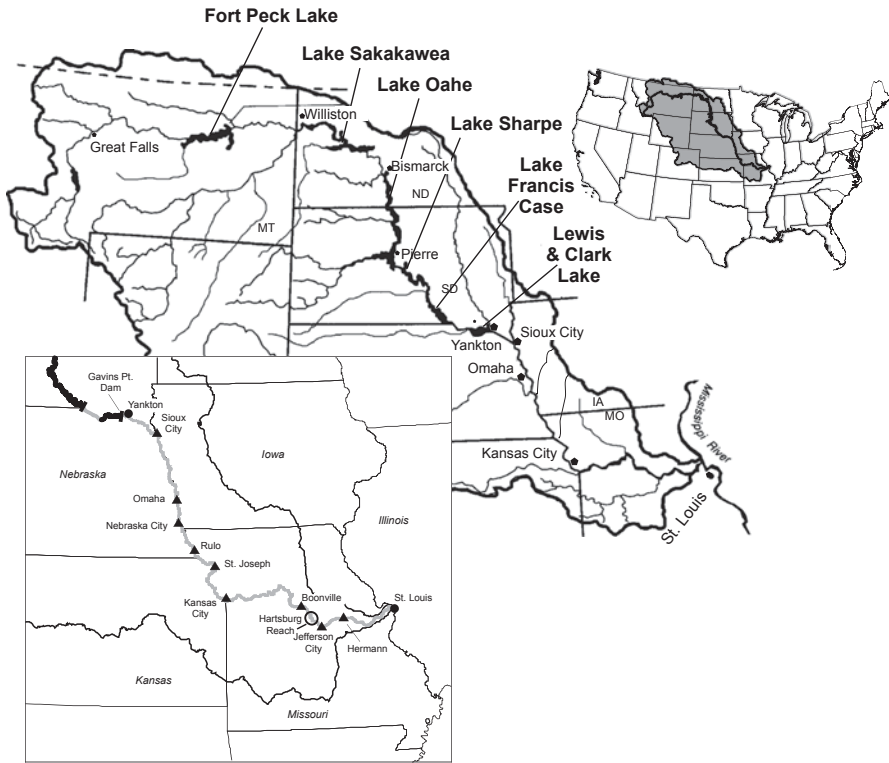 Fort Peck Lake
Lake Sakakawea
Lake Oahe
Lake Sharpe
Lake
Francis
Case
Lewis
& Clark
Lake
Williston
Great Falls
Bismarck
ND
MT
Pierre
SD
Yankton
Sioux City
Omaha
IA
MO
Kansas City
Mississippi River
St. Louis
Gavins Pt.
Dam
Yankton
Sioux
City
Iowa
Nebraska
Omaha
Nebraska City
Illinois
Rulo
St. Joseph
Kansas
City
Boonville
St. Louis
Hartsburg
Reach
Jefferson
City
Hermann
Kansas
Missouri